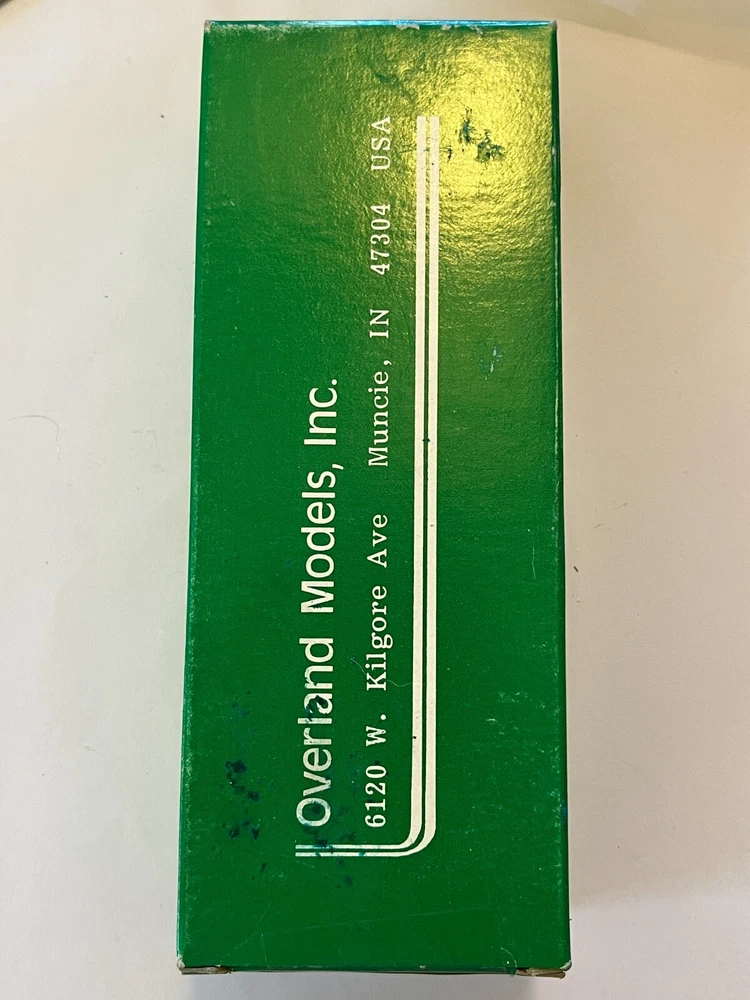 Overland Models, Inc.
6120 W. Kilgore Ave Muncie, IN 47304 USA